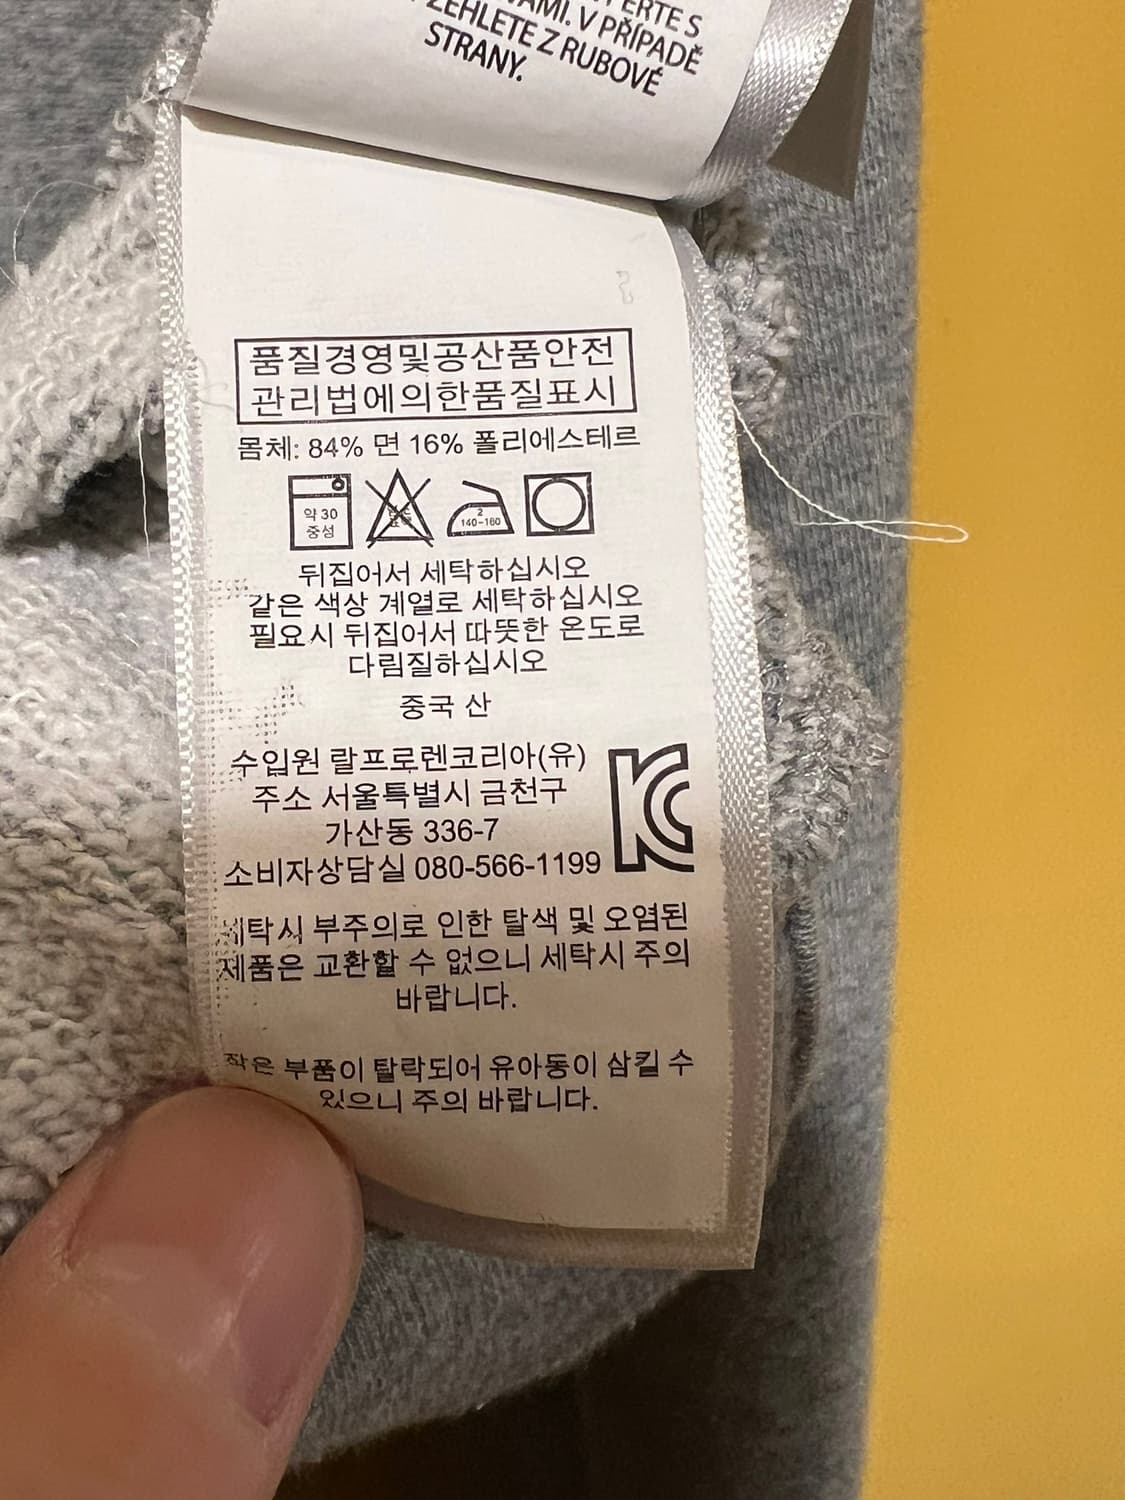 ERTE S
AMI. V PŘÍPADĚ
ŽEHLETE Z RUBOVÉ
STRANY.
품질경영및공산품안전
관리법에의한품질표시
몸체: 84% 면 16% 폴리에스테르
약 30
중성
2
140-160
뒤집어서 세탁하십시오
같은 색상 계열로 세탁하십시오
필요시 뒤집어서 따뜻한 온도로
다림질하십시오
중국 산
수입원 랄프로렌코리아(유)
주소 서울특별시 금천구
가산동 336-7
소비자상담실 080-566-1199
세탁시 부주의로 인한 탈색 및 오염된
제품은 교환할 수 없으니 세탁시 주의
바랍니다.
작은 부품이 탈락되어 유아동이 삼킬 수
있으니 주의 바랍니다.